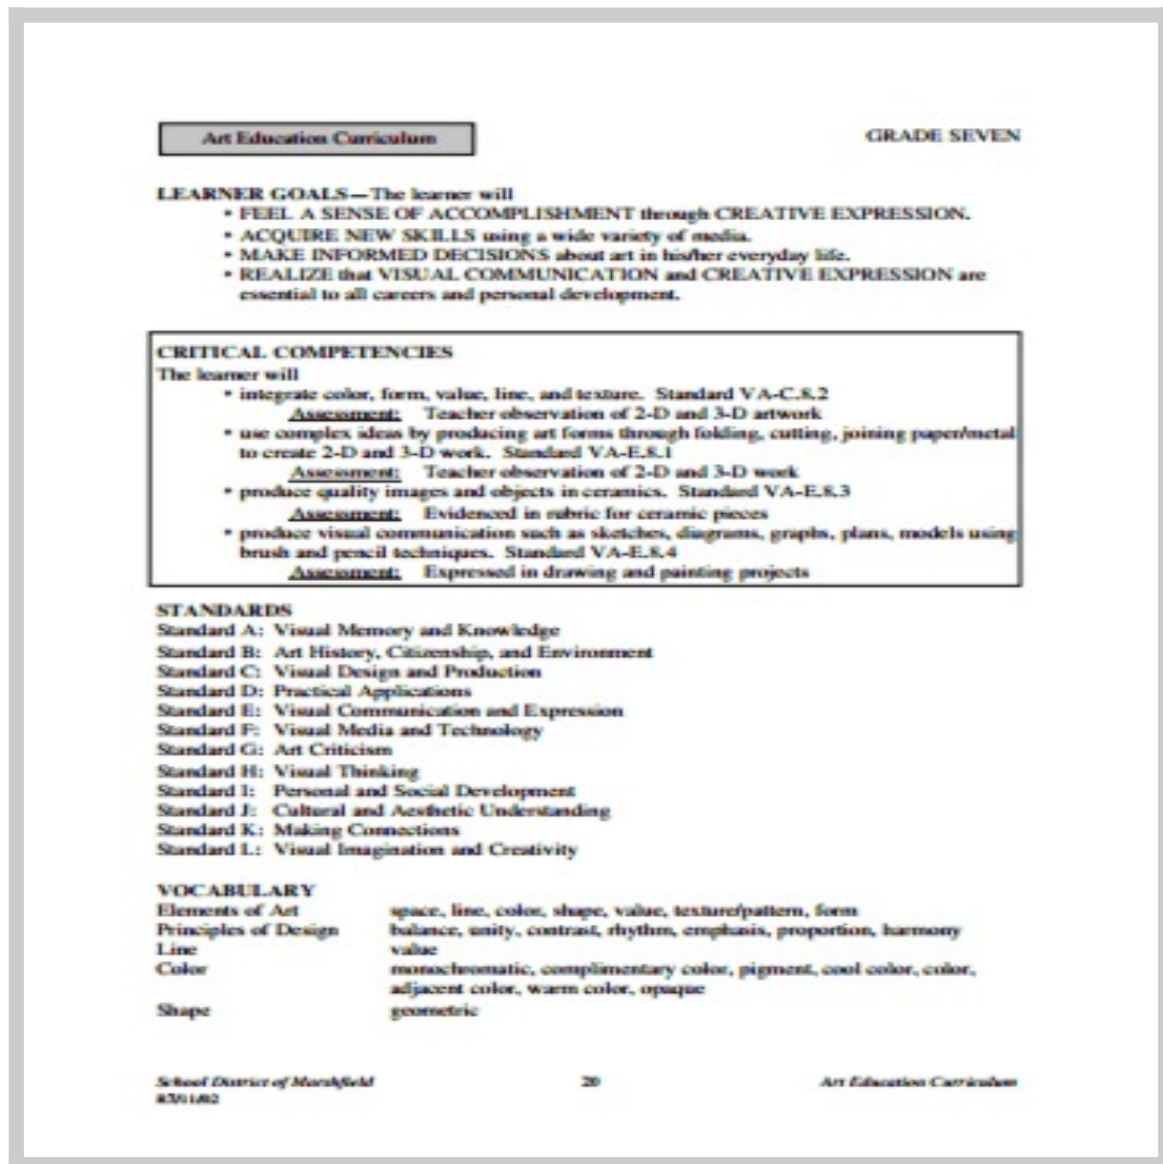 Art Education Curriculum
GRADE SEVEN
LEARNER GOALS—The learner will
• FEEL A SENSE OF ACCOMPLISHMENT through CREATIVE EXPRESSION.
• ACQUIRE NEW SKILLS using a wide variety of media.
• MAKE INFORMED DECISIONS about art in his/her everyday life.
• REALIZE that VISUAL COMMUNICATION and CREATIVE EXPRESSION are
essential to all careers and personal development.
CRITICAL COMPETENCIES
The learner will
• integrate color, form, value, line, and texture. Standard VA-C.8.2
Assessment: Teacher observation of 2-D and 3-D artwork
• use complex ideas by producing art forms through folding, cutting, joining paper/metal
to create 2-D and 3-D work. Standard VA-E.8.1
Assessment: Teacher observation of 2-D and 3-D work
• produce quality images and objects in ceramics. Standard VA-E.8.3
Assessment: Evidenced in rubric for ceramic pieces
• produce visual communication such as sketches, diagrams, graphs, plans, models using
brush and pencil techniques. Standard VA-E.8.4
Assessment: Expressed in drawing and painting projects
STANDARDS
Standard A: Visual Memory and Knowledge
Standard B: Art History, Citizenship, and Environment
Standard C: Visual Design and Production
Standard D: Practical Applications
Standard E: Visual Communication and Expression
Standard F: Visual Media and Technology
Standard G: Art Criticism
Standard H: Visual Thinking
Standard I: Personal and Social Development
Standard J: Cultural and Aesthetic Understanding
Standard K: Making Connections
Standard L: Visual Imagination and Creativity
VOCABULARY
Elements of Art space, line, color, shape, value, texture/pattern, form
Principles of Design balance, unity, contrast, rhythm, emphasis, proportion, harmony
Line value
Color monochromatic, complimentary color, pigment, cool color, color,
adjacent color, warm color, opaque
Shape geometric
School District of Marshfield 20 Art Education Curriculum